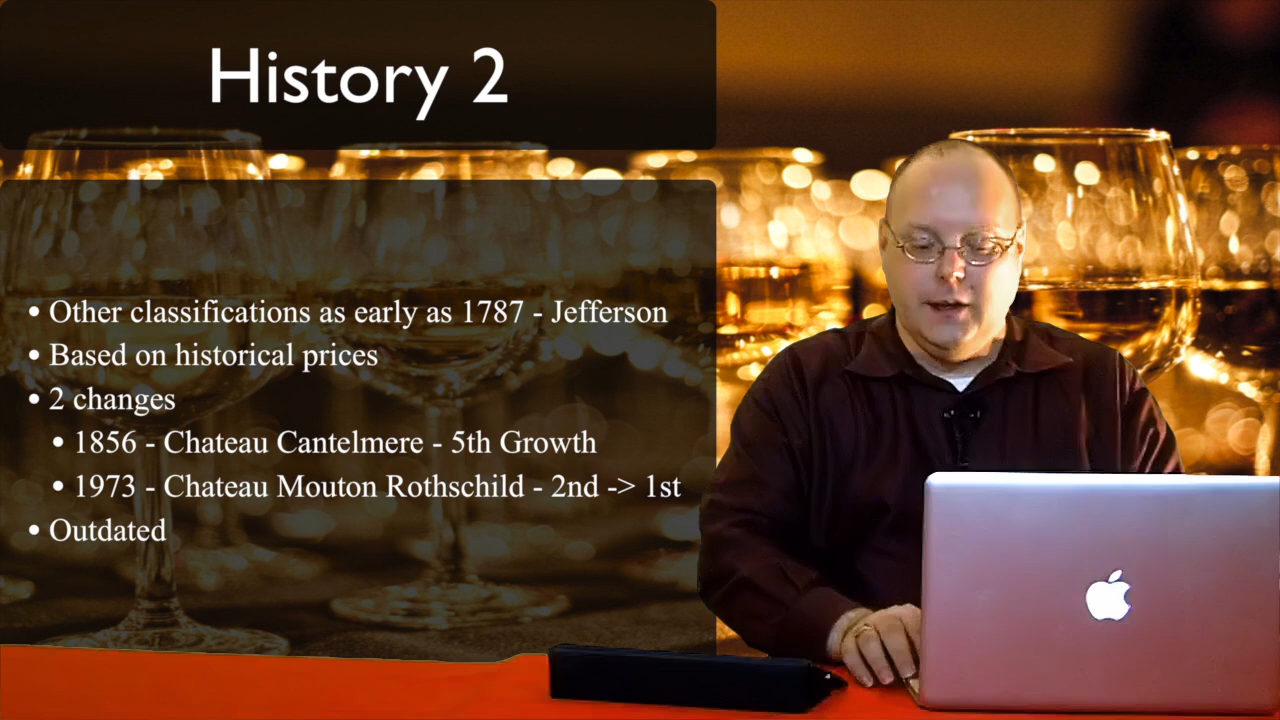 History 2
• Other classifications as early as 1787 - Jefferson
• Based on historical prices
• 2 changes
• 1856 - Chateau Cantelmere - 5th Growth
• 1973 - Chateau Mouton Rothschild - 2nd -> 1st
• Outdated